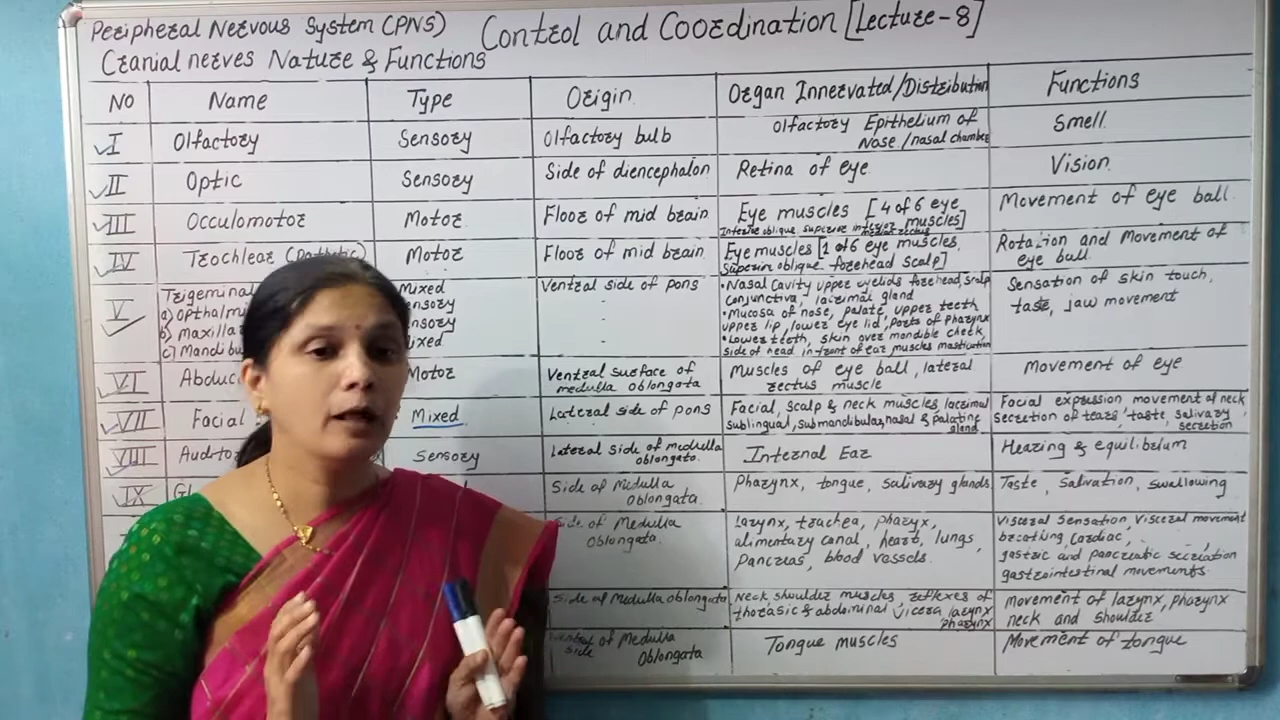 Peripheral Nervous System (PNS) Control and Coordination [Lecture-8]
Cranial nerves Nature & Functions
NO Name Type Origin Organ Innervated/Distribution Functions
I Olfactory Sensory Olfactory bulb Olfactory Epithelium of Smell
Nose/nasal chamber
II Optic Sensory Side of diencephalon Retina of eye Vision
III Occulomotor Motor Floor of mid brain Eye muscles [4 of 6 eye muscles] Movement of eye ball
IV Trochlear Motor Floor of mid brain Eye muscles [1 of 6 eye muscles, Rotation and Movement of
superior oblique forehead scalp] eye ball
V Trigeminal Mixed Ventral side of pons • Nasal Cavity upper eyelids forehead, scalp Sensation of skin touch,
conjunctiva, lacrimal gland taste, jaw movement
a) opthalmi
• Mucosa of nose, palate, upper teeth
b) maxilla
upper lip, lower eye lid, parts of pharynx
• Lower teeth, skin over mandible cheek,
c) Mandibu
side of head in front of ear muscles mastication
VI Abduc Motor Ventral surface of Muscles of eye ball, lateral Movement of eye
medulla oblongata rectus muscle
VII Facial Mixed Lateral side of pons Facial, scalp & neck muscles, lacrimal Facial expression movement of neck
sublingual, submandibular, nasal & palatine gland Secretion of tears, taste, salivary secretion
VIII Audito Sensory Lateral side of medulla Internal Ear Hearing & equilibrium
oblongata.
IX Side of Medulla Pharynx, tongue, salivary glands Taste, Salivation, swallowing
oblongata.
Side of Medulla Larynx, trachea, pharyx, Visceral Sensation, visceral movement
Oblongata. alimentary canal, heart, lungs, breathing, cardiac,
Pancreas, blood vessels. gastric and pancreatic secretion
gastrointestinal movements.
Side of Medulla oblongata Neck shoulder muscles reflexes of Movement of larynx, pharynx
thorasic & abdominal vicera larynx pharynx neck and shoulder
side of Medulla Tongue muscles Movement of tongue
Oblongata